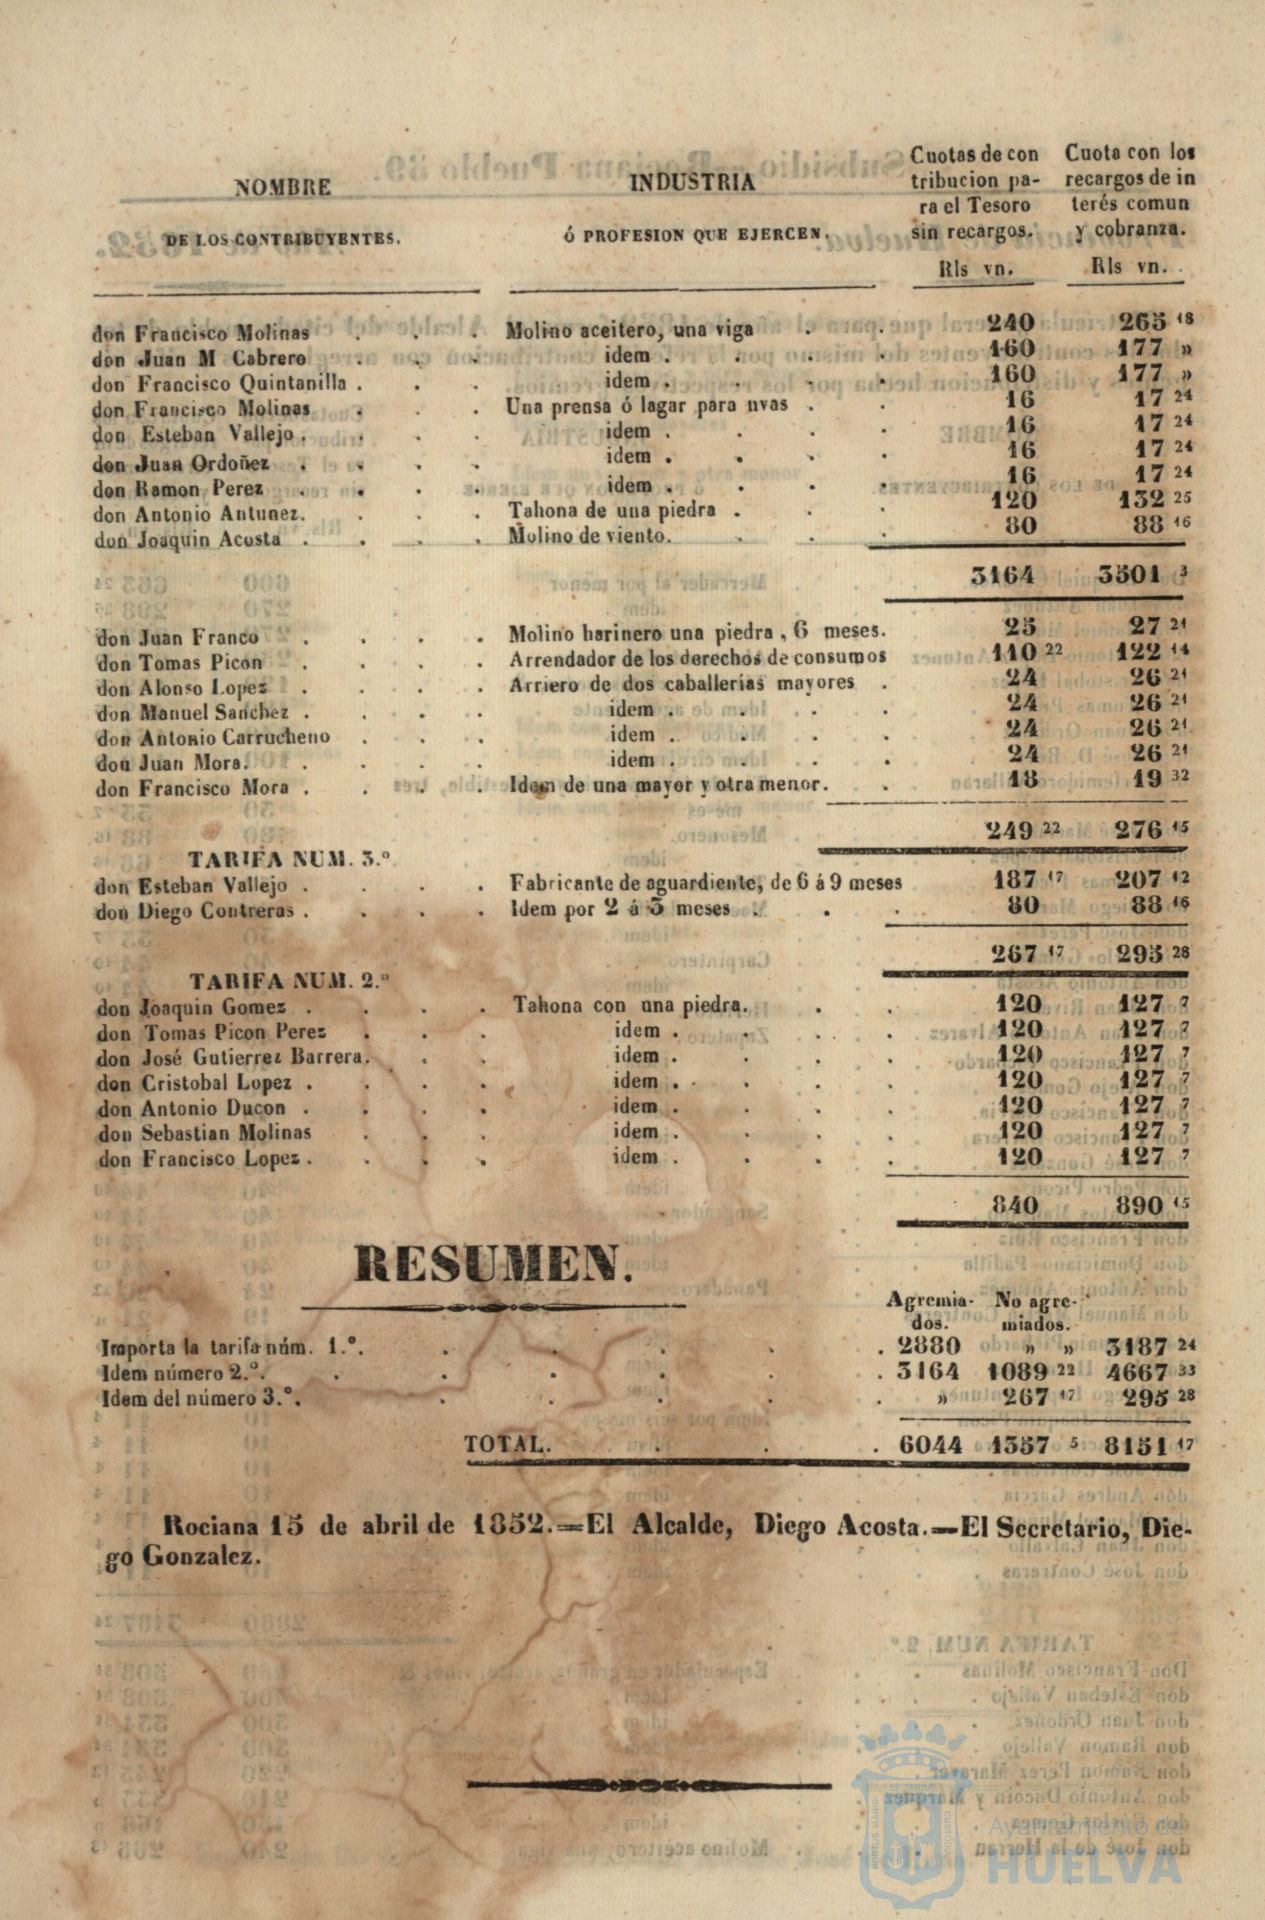 NOMBRE
DE LOS CONTRIBUYENTES.
INDUSTRIA
Ó PROFESION QUE EJERCEN.
Cuotas de con
tribucion pa-
ra el Tesoro
sin recargos.
Rls vn.
Cuota con los
recargos de in
terés comun
y cobranza.
Rls vn.
don Francisco Molinas . . Molino aceitero, una viga . . 240 265 18
don Juan M Cabrero . . . idem . . . . 160 177 »
don Francisco Quintanilla . . . idem . . . . 160 177 »
don Francisco Molinas . . . Una prensa ó lagar para uvas . . 16 17 24
don Esteban Vallejo . . . . idem . . . . 16 17 24
don Juan Ordoñez . . . . idem . . . . 16 17 24
don Ramon Perez . . . . idem . . . . 16 17 24
don Antonio Antunez. . . . Tahona de una piedra . . . 120 132 25
don Joaquin Acosta . . . . Molino de viento. . . . 80 88 16
3164 3501 3
don Juan Franco . . . . Molino harinero una piedra, 6 meses. 25 27 21
don Tomas Picon . . . . Arrendador de los derechos de consumos 110 22 122 14
don Alonso Lopez . . . . Arriero de dos caballerías mayores . 24 26 21
don Manuel Sanchez . . . . idem . . . . 24 26 21
don Antonio Carrucheno . . . idem . . . . 24 26 21
don Juan Mora. . . . . idem . . . . 24 26 21
don Francisco Mora . . . . Idem de una mayor y otra menor. . 18 19 32
249 22 276 15
TARIFA NUM. 3.º
don Esteban Vallejo . . . . Fabricante de aguardiente, de 6 á 9 meses 187 17 207 12
don Diego Contreras . . . . Idem por 2 á 3 meses . . . 80 88 16
267 17 295 28
TARIFA NUM. 2.º
don Joaquin Gomez . . . . Tahona con una piedra. . . 120 127 7
don Tomas Picon Perez . . . idem . . . . 120 127 7
don José Gutierrez Barrera. . . idem . . . . 120 127 7
don Cristobal Lopez . . . . idem . . . . 120 127 7
don Antonio Ducon . . . . idem . . . . 120 127 7
don Sebastian Molinas . . . idem . . . . 120 127 7
don Francisco Lopez . . . . idem . . . . 120 127 7
840 890 15
RESUMEN.
Agremia-
dos.
No agre-
miados.
Importa la tarifa núm. 1.º. . . . . . 2880 » » 3187 24
Idem número 2.º. . . . . . . 3164 1089 22 4667 33
Idem del número 3.º. . . . . . » 267 17 295 28
TOTAL. . . . 6044 1357 5 8151 17
Rociana 15 de abril de 1852.=El Alcalde, Diego Acosta.=El Secretario, Die-
go Gonzalez.
Ayuntamiento de
HUELVA